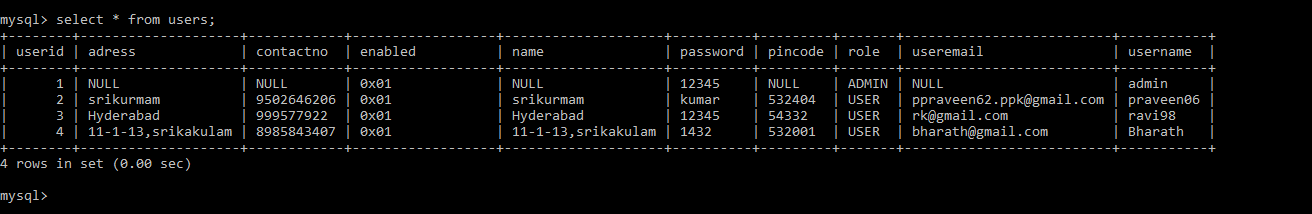 mysql> select * from users;
+--------+--------------------+-----------+-----------------+--------------------+----------+---------+-------+--------------------------+-----------+
| userid | adress             | contactno  | enabled         | name               | password | pincode | role  | useremail                | username  |
+--------+--------------------+-----------+-----------------+--------------------+----------+---------+-------+--------------------------+-----------+
|      1 | NULL               | NULL       | 0x01            | NULL               | 12345    | NULL    | ADMIN | NULL                     | admin     |
|      2 | srikurmam          | 9502646206 | 0x01            | srikurmam          | kumar    | 532404  | USER  | ppraveen62.ppk@gmail.com | praveen06 |
|      3 | Hyderabad          | 999577922  | 0x01            | Hyderabad          | 12345    | 54332   | USER  | rk@gmail.com             | ravi98    |
|      4 | 11-1-13,srikakulam | 8985843407 | 0x01            | 11-1-13,srikakulam | 1432     | 532001  | USER  | bharath@gmail.com        | Bharath   |
+--------+--------------------+-----------+-----------------+--------------------+----------+---------+-------+--------------------------+-----------+
4 rows in set (0.00 sec)
mysql>